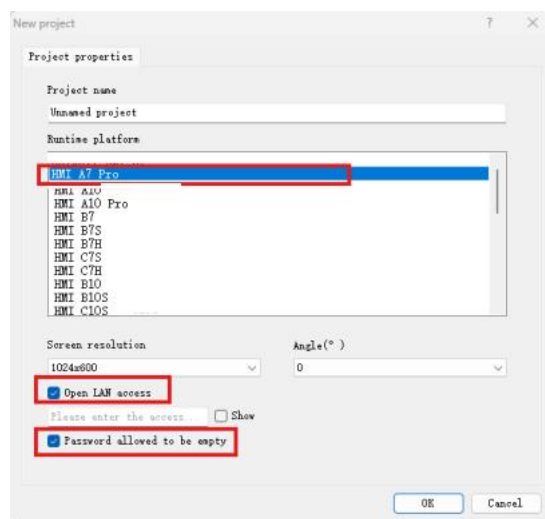 New project
? ×
Project properties
Project name
Unnamed project
Runtime platform
HMI A7 Pro
HMI A10
HMI A10 Pro
HMI B7
HMI B7S
HMI B7H
HMI C7S
HMI C7H
HMI B10
HMI B10S
HMI C10S
Screen resolution Angle(° )
1024x600 0
Open LAN access
Please enter the access... Show
Password allowed to be empty
OK Cancel